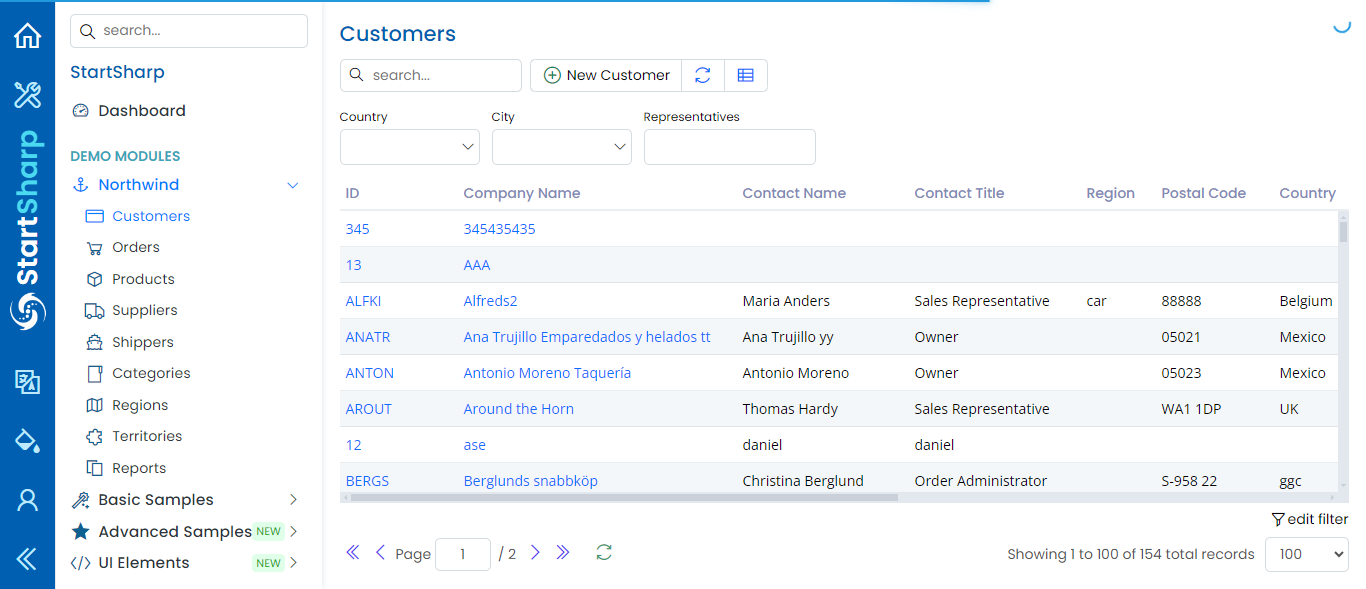 StartSharp
search...
StartSharp
Dashboard
DEMO MODULES
Northwind
Customers
Orders
Products
Suppliers
Shippers
Categories
Regions
Territories
Reports
Basic Samples
Advanced Samples NEW
UI Elements NEW
Customers
search... New Customer
Country City Representatives
ID Company Name Contact Name Contact Title Region Postal Code Country
345 345435435
13 AAA
ALFKI Alfreds2 Maria Anders Sales Representative car 88888 Belgium
ANATR Ana Trujillo Emparedados y helados tt Ana Trujillo yy Owner 05021 Mexico
ANTON Antonio Moreno Taquería Antonio Moreno Owner 05023 Mexico
AROUT Around the Horn Thomas Hardy Sales Representative WA1 1DP UK
12 ase daniel daniel
BERGS Berglunds snabbköp Christina Berglund Order Administrator S-958 22 ggc
edit filter
Page 1 / 2 Showing 1 to 100 of 154 total records 100